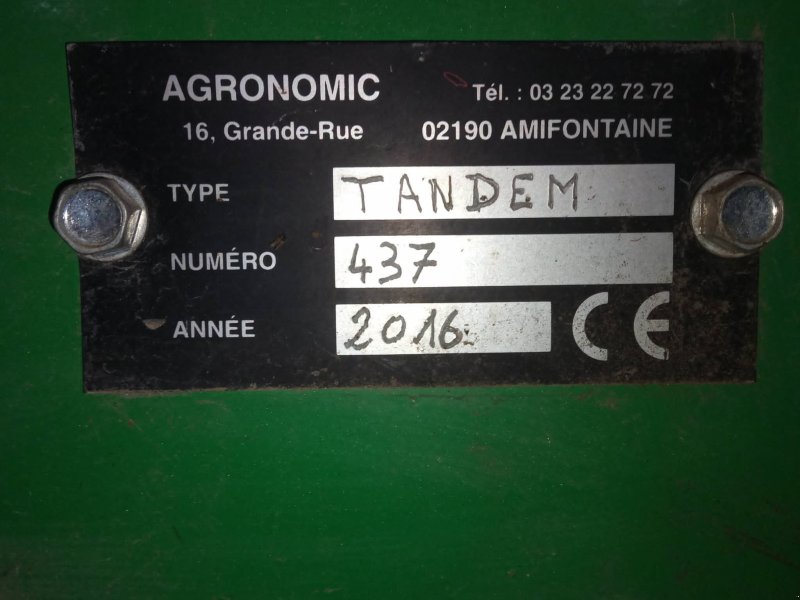 AGRONOMIC Tél. : 03 23 22 72 72
16, Grande-Rue 02190 AMIFONTAINE
TYPE TANDEM
NUMÉRO 437
ANNÉE 2016. CE